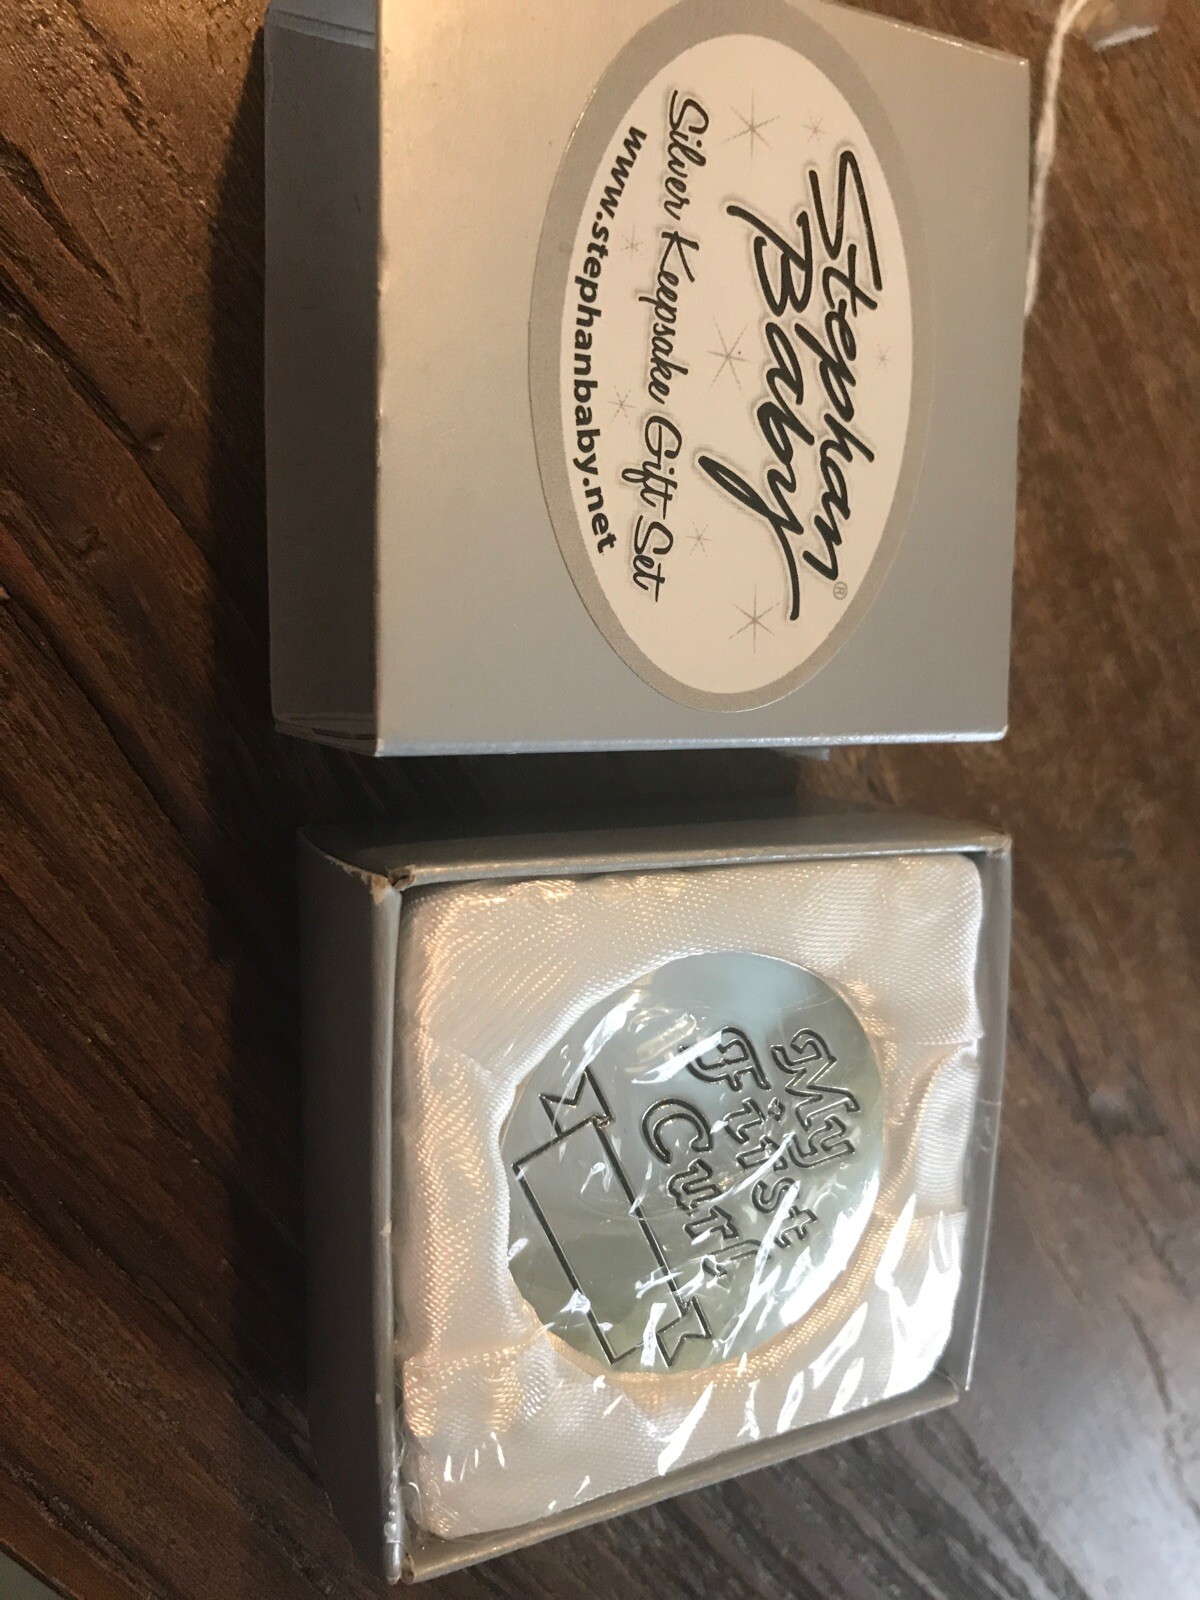 Stephan
Baby®
Silver Keepsake Gift Set
www.stephanbaby.net
My
First
Curl